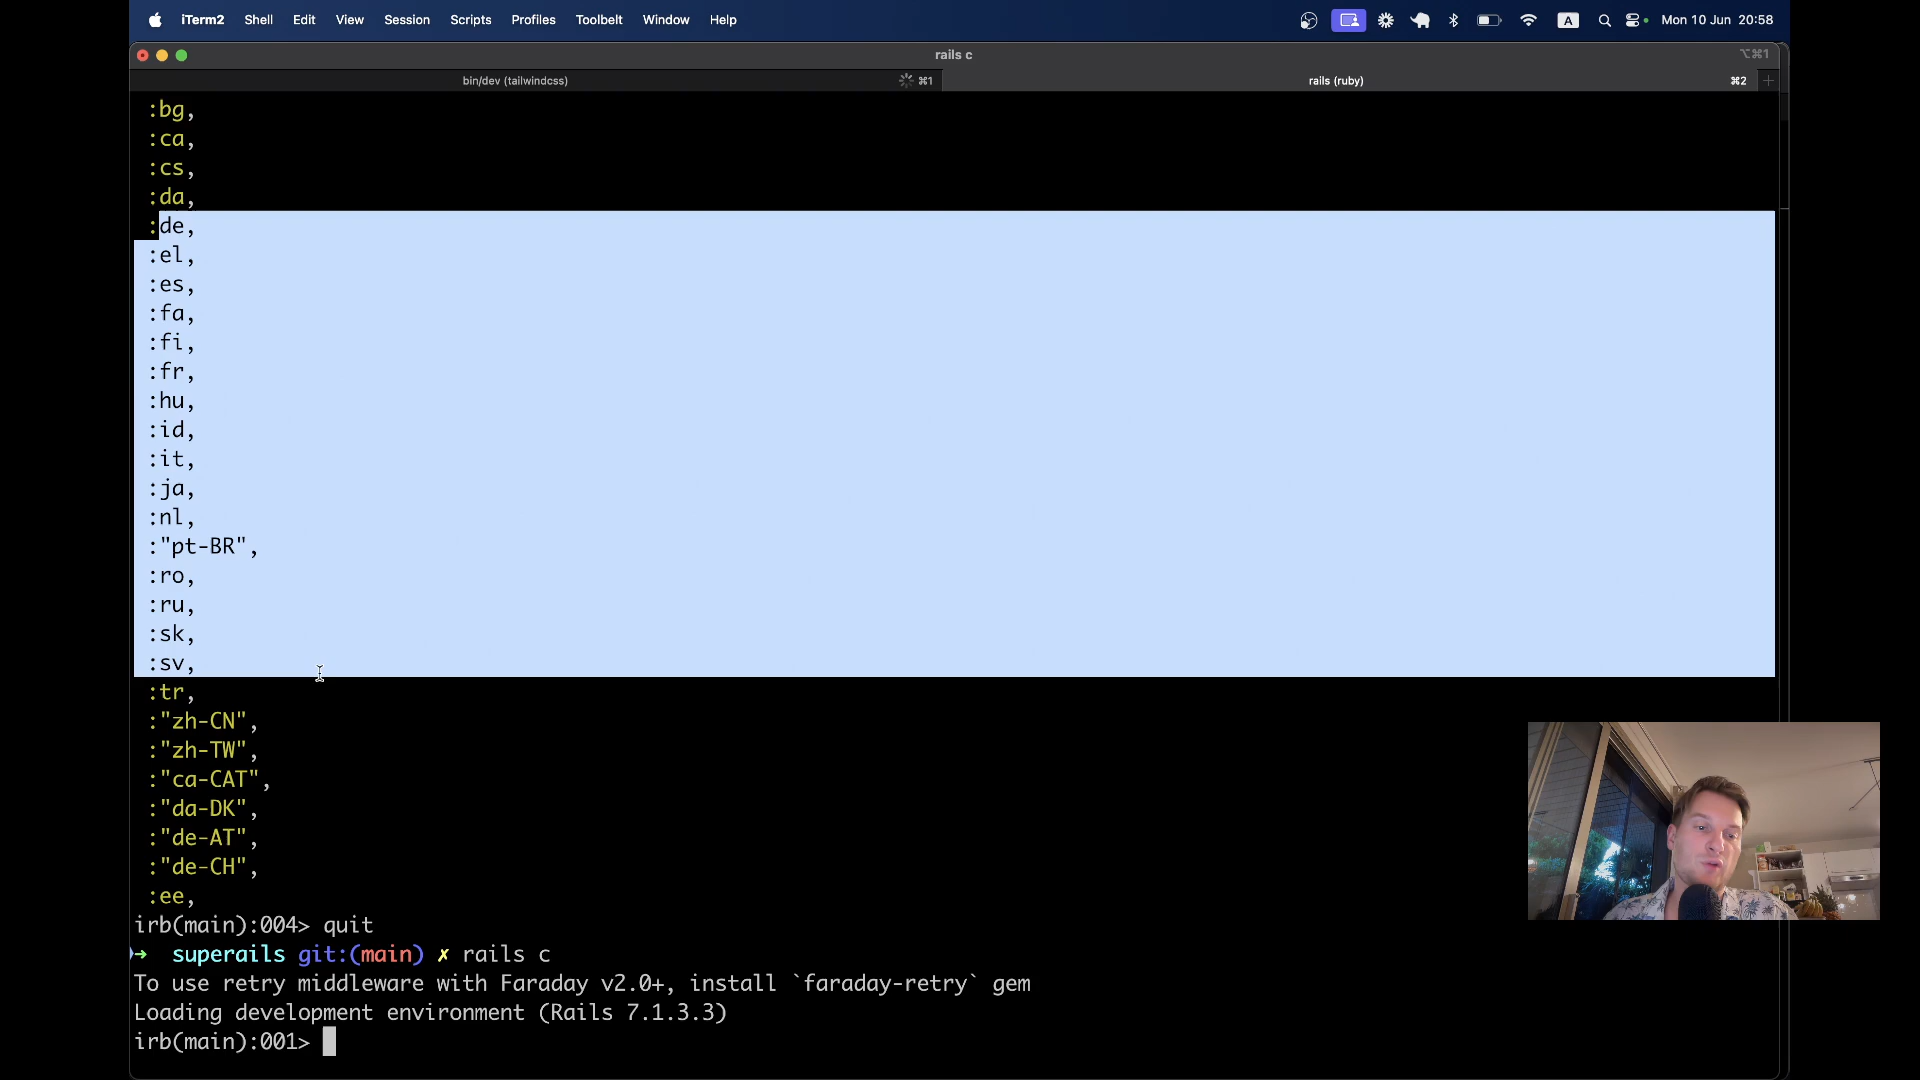 iTerm2 Shell Edit View Session Scripts Profiles Toolbelt Window Help A Mon 10 Jun 20:58
rails c ⌥⌘1
bin/dev (tailwindcss) ⌘1 rails (ruby) ⌘2 +
:bg,
:ca,
:cs,
:da,
:de,
:el,
:es,
:fa,
:fi,
:fr,
:hu,
:id,
:it,
:ja,
:nl,
:"pt-BR",
:ro,
:ru,
:sk,
:sv,
:tr,
:"zh-CN",
:"zh-TW",
:"ca-CAT",
:"da-DK",
:"de-AT",
:"de-CH",
:ee,
irb(main):004> quit
→ superails git:(main) ✗ rails c
To use retry middleware with Faraday v2.0+, install `faraday-retry` gem
Loading development environment (Rails 7.1.3.3)
irb(main):001>